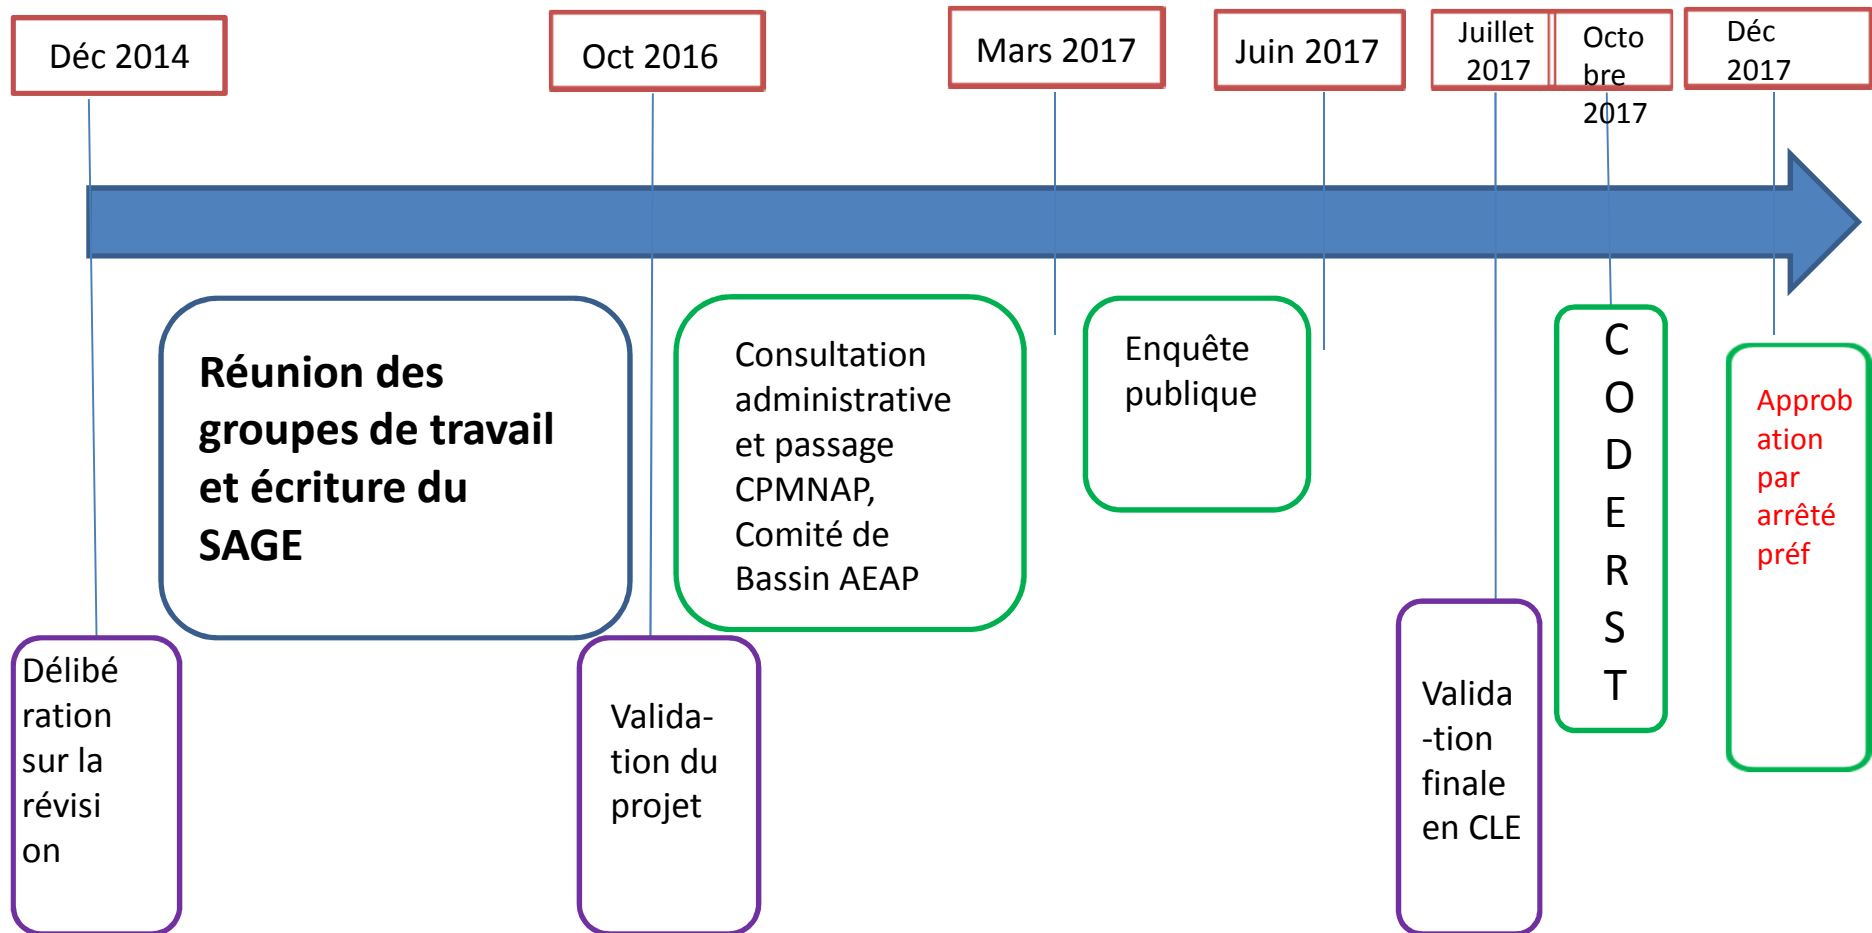 Déc 2014
Oct 2016
Mars 2017
Juin 2017
Juillet
2017
Octo
bre
2017
Déc
2017
Réunion des
groupes de travail
et écriture du
SAGE
Consultation
administrative
et passage
CPMNAP,
Comité de
Bassin AEAP
Enquête
publique
C
O
D
E
R
S
T
Approb
ation
par
arrêté
préf
Délibé
ration
sur la
révisi
on
Valida-
tion du
projet
Valida
-tion
finale
en CLE